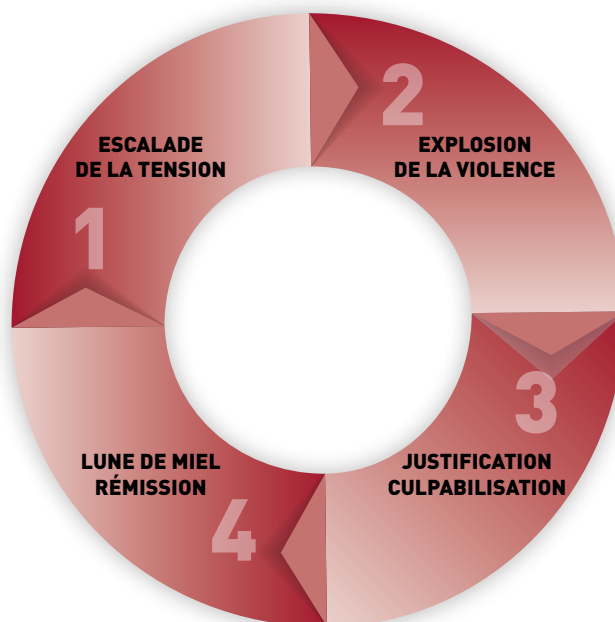 1
ESCALADE
DE LA TENSION
2
EXPLOSION
DE LA VIOLENCE
3
JUSTIFICATION
CULPABILISATION
4
LUNE DE MIEL
RÉMISSION